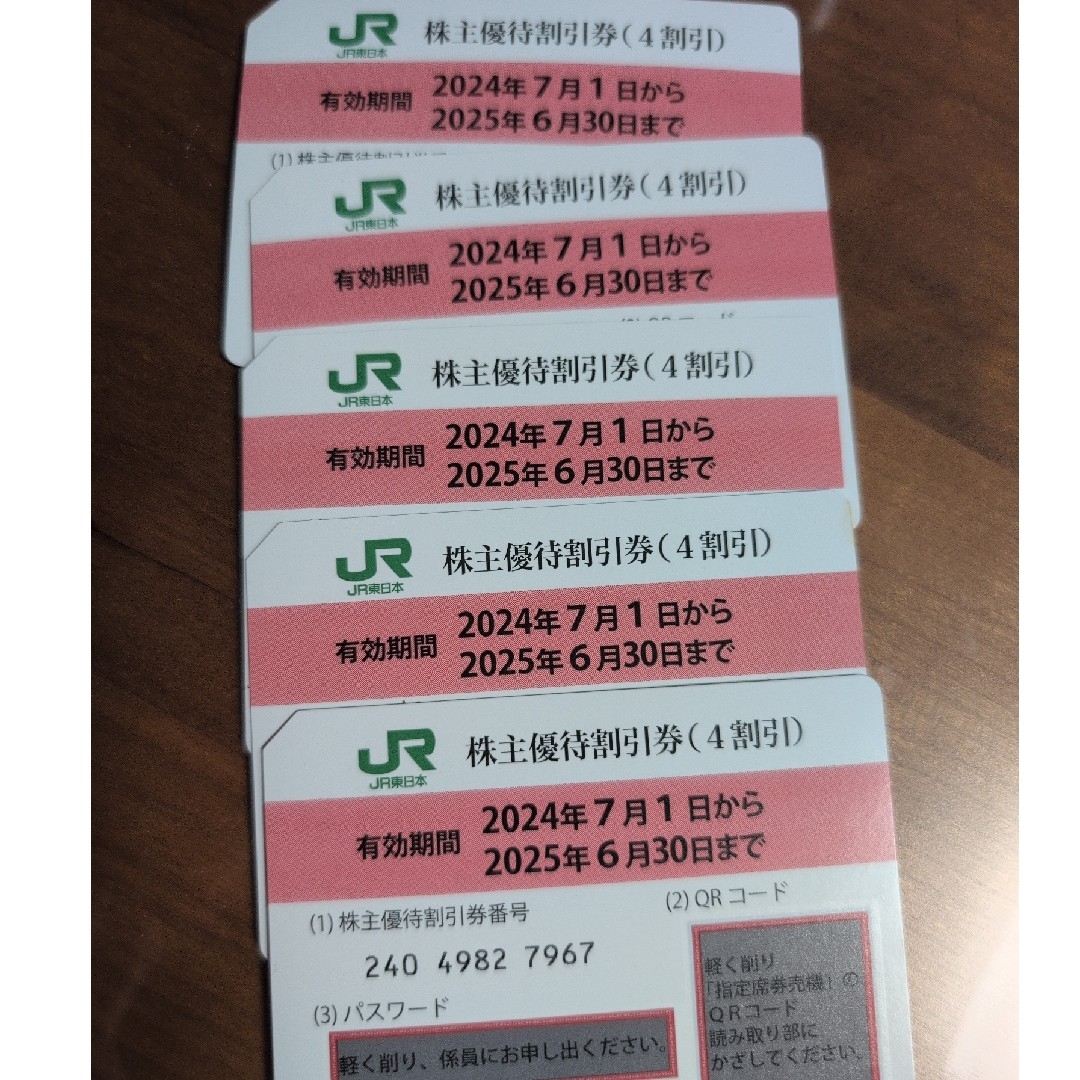 JR
JR東日本
株主優待割引券(4割引)
有効期間
2024年7月1日から
2025年6月30日まで
(1) 株主優待割引券
JR
JR東日本
株主優待割引券(4割引)
有効期間
2024年7月1日から
2025年6月30日まで
(2) QRコード
JR
JR東日本
株主優待割引券(4割引)
有効期間
2024年7月1日から
2025年6月30日まで
JR
JR東日本
株主優待割引券(4割引)
有効期間
2024年7月1日から
2025年6月30日まで
JR
JR東日本
株主優待割引券(4割引)
有効期間
2024年7月1日から
2025年6月30日まで
(1) 株主優待割引券番号
240 4982 7967
(2) QRコード
軽く削り
「指定席券売機」の
QRコード
読み取り部に
かざしてください。
(3) パスワード
軽く削り、係員にお申し出ください。